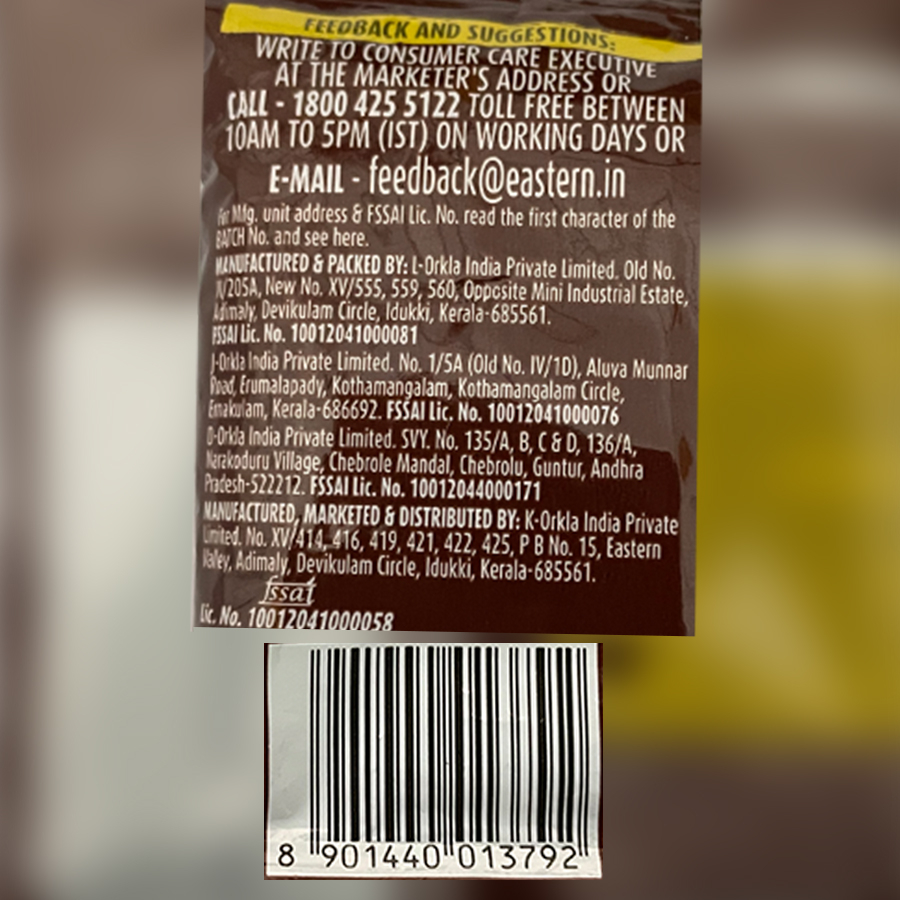 FEEDBACK AND SUGGESTIONS:
WRITE TO CONSUMER CARE EXECUTIVE
AT THE MARKETER'S ADDRESS OR
CALL - 1800 425 5122 TOLL FREE BETWEEN
10AM TO 5PM (IST) ON WORKING DAYS OR
E-MAIL - feedback@eastern.in
For Mfg. unit address & FSSAI Lic. No. read the first character of the
BATCH No. and see here.
MANUFACTURED & PACKED BY: L-Orkla India Private Limited. Old No.
New No. XV/555, 559, 560, Opposite Mini Industrial Estate,
Adimaly, Devikulam Circle, Idukki, Kerala-685561.
FSSAI Lic. No. 10012041000081
J-Orkla India Private Limited. No. 1/5A (Old No. IV/1D), Aluva Munnar
Road, Erumalapady, Kothamangalam, Kothamangalam Circle,
Ernakulam, Kerala-686692. FSSAI Lic. No. 10012041000076
Orkla India Private Limited. SVY. No. 135/A, B, C & D, 136/A,
Narakoduru Village, Chebrole Mandal, Chebrolu, Guntur, Andhra
Pradesh-522212. FSSAI Lic. No. 10012044000171
MANUFACTURED, MARKETED & DISTRIBUTED BY: K-Orkla India Private
Limited. No. XV/414, 416, 419, 421, 422, 425, P B No. 15, Eastern
Valley, Adimaly, Devikulam Circle, Idukki, Kerala-685561.
fssai
Lic. No. 10012041000058
8 901440 013792